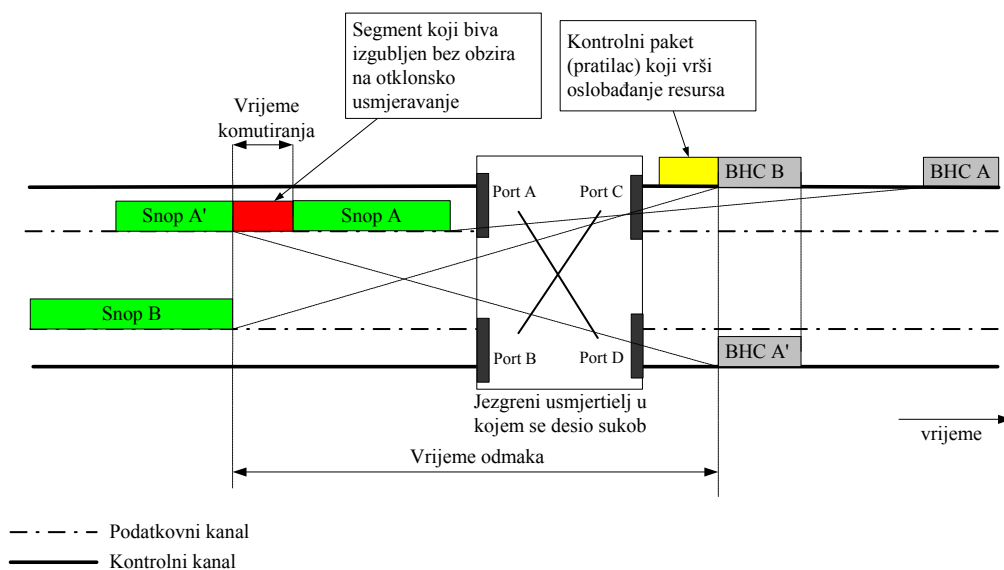 Segment koji biva
izgubljen bez obzira
na otklonsko
usmjeravanje
Kontrolni paket
(pratilac) koji vrši
oslobađanje resursa
Vrijeme
komutiranja
BHC B
BHC A
Port A
Port C
Snop A'
Snop A
Snop B
Port B
Port D
BHC A'
Jezgreni usmjertielj u
kojem se desio sukob
vrijeme
Vrijeme odmaka
Podatkovni kanal
Kontrolni kanal